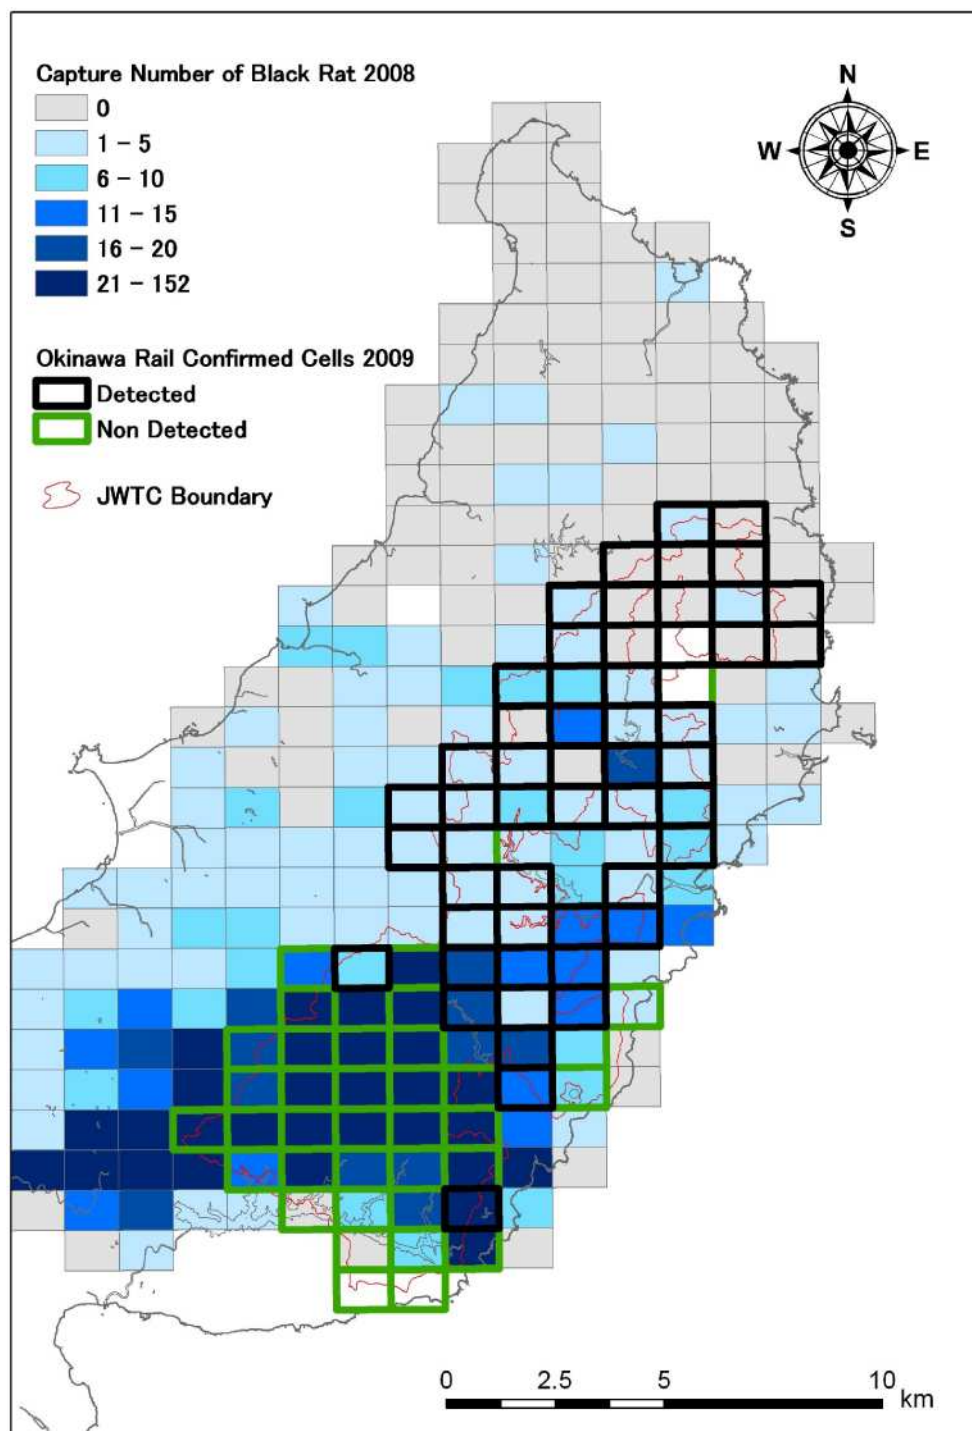 Capture Number of Black Rat 2008
0
1 - 5
6 - 10
11 - 15
16 - 20
21 - 152
Okinawa Rail Confirmed Cells 2009
Detected
Non Detected
JWTC Boundary
N
W E
S
0 2.5 5 10
km